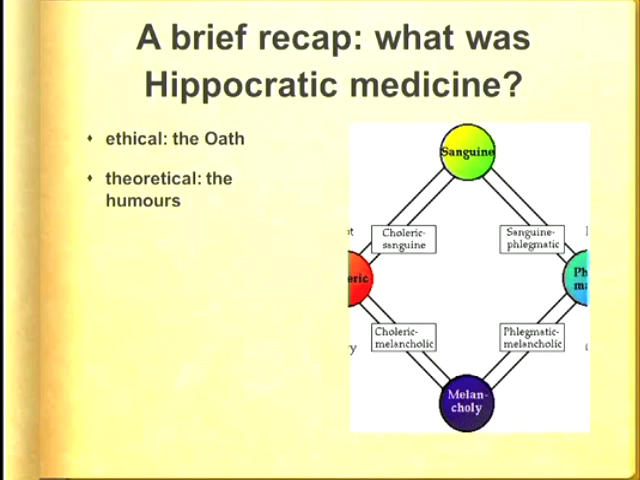 A brief recap: what was
Hippocratic medicine?
ethical: the Oath
theoretical: the
humours
Sanguine
Choleric-
sanguine
Sanguine-
phlegmatic
eric
Ph
ma
Choleric-
melancholic
Phlegmatic-
melancholic
Melan-
choly